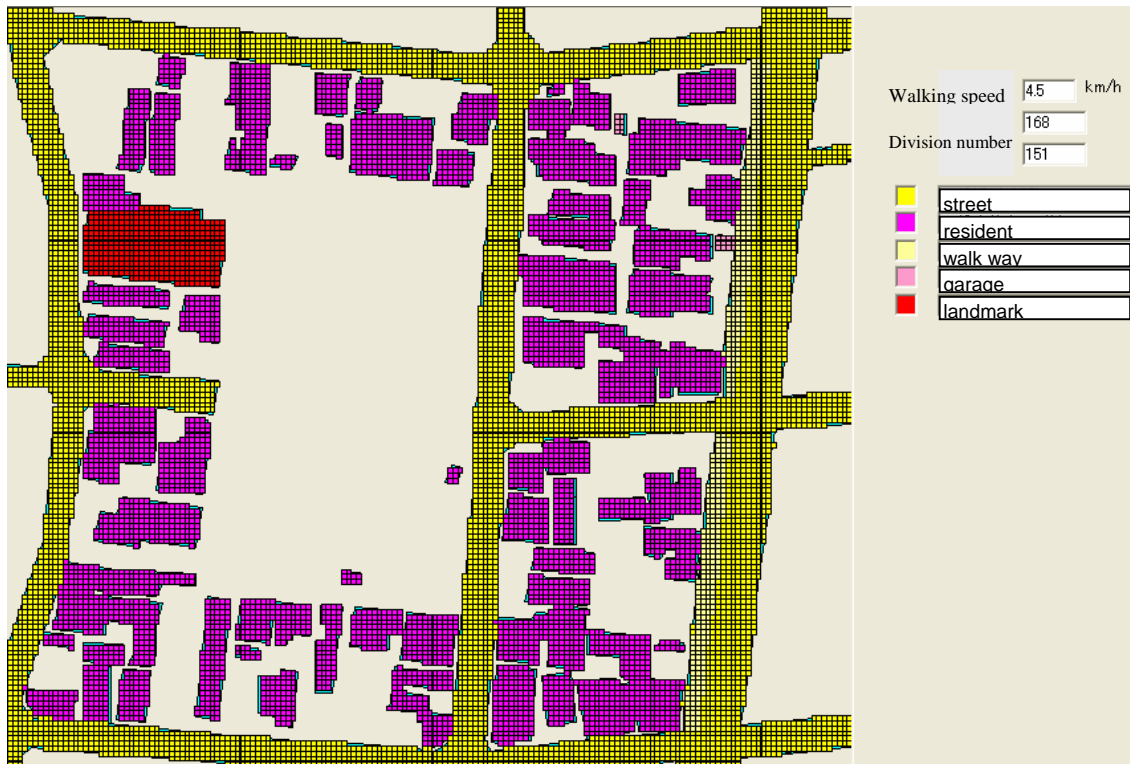 Walking speed 4.5 km/h
168
Division number
151
street
resident
walk way
garage
landmark